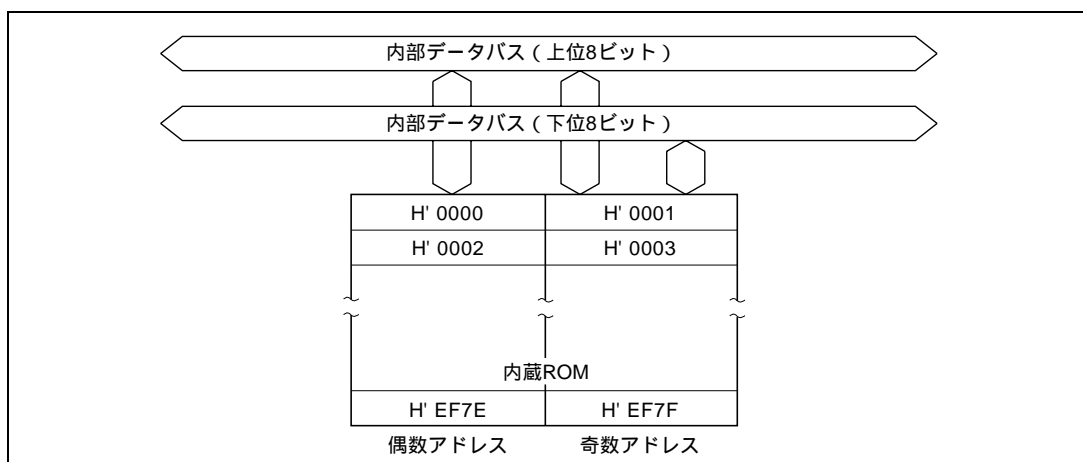 内部データバス（上位8ビット）
内部データバス（下位8ビット）
H' 0000 H' 0001
H' 0002 H' 0003
内蔵ROM
H' EF7E H' EF7F
偶数アドレス 奇数アドレス